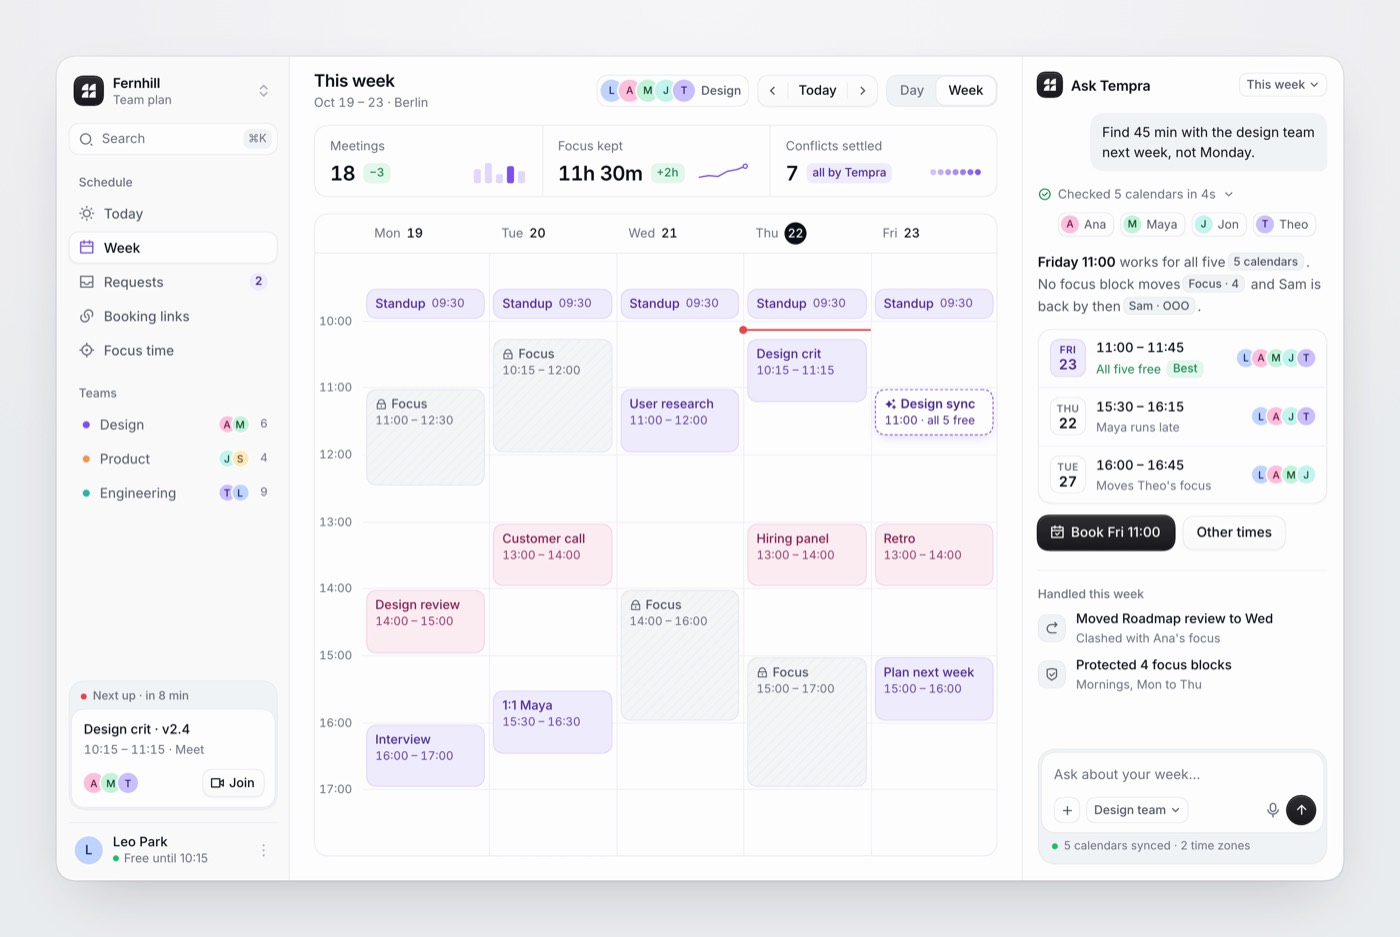 Fernhill
Team plan
Search ⌘K
Schedule
Today
Week
Requests 2
Booking links
Focus time
Teams
Design A M 6
Product J S 4
Engineering T L 9
Next up · in 8 min
Design crit · v2.4
10:15 – 11:15 · Meet
A M T Join
L Leo Park
Free until 10:15
This week
Oct 19 – 23 · Berlin
L A M J T Design
Today
Day Week
Meetings
18 −3
Focus kept
11h 30m +2h
Conflicts settled
7 all by Tempra
Mon 19 Tue 20 Wed 21 Thu 22 Fri 23
10:00
11:00
12:00
13:00
14:00
15:00
16:00
17:00
Standup 09:30
Focus
11:00 – 12:30
Design review
14:00 – 15:00
Interview
16:00 – 17:00
Standup 09:30
Focus
10:15 – 12:00
Customer call
13:00 – 14:00
1:1 Maya
15:30 – 16:30
Standup 09:30
User research
11:00 – 12:00
Focus
14:00 – 16:00
Standup 09:30
Design crit
10:15 – 11:15
Hiring panel
13:00 – 14:00
Focus
15:00 – 17:00
Standup 09:30
Design sync
11:00 · all 5 free
Retro
13:00 – 14:00
Plan next week
15:00 – 16:00
Ask Tempra This week
Find 45 min with the design team
next week, not Monday.
Checked 5 calendars in 4s
A Ana M Maya J Jon T Theo
Friday 11:00 works for all five 5 calendars .
No focus block moves Focus · 4 and Sam is
back by then Sam · OOO .
FRI 23
11:00 – 11:45
All five free Best
L A M J T
THU 22
15:30 – 16:15
Maya runs late
L A J T
TUE 27
16:00 – 16:45
Moves Theo's focus
L A M J
Book Fri 11:00 Other times
Handled this week
Moved Roadmap review to Wed
Clashed with Ana's focus
Protected 4 focus blocks
Mornings, Mon to Thu
Ask about your week...
+ Design team
5 calendars synced · 2 time zones